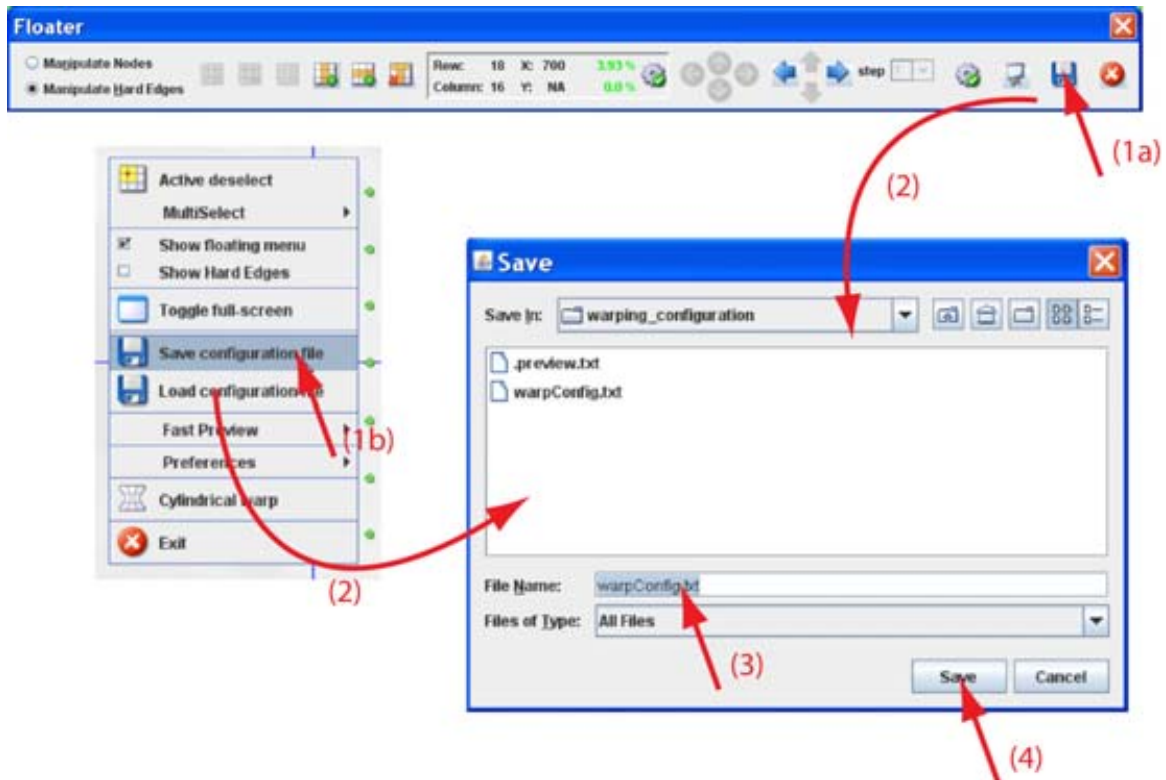 Floater
Manipulate Nodes
Manipulate Hard Edges
Row: 18 X: 700 3.93 %
Column: 16 Y: NA 0.0 %
step
(1a)
(2)
Active deselect
MultiSelect
Show floating menu
Show Hard Edges
Toggle full-screen
Save configuration file
Load configuration file
(1b)
Fast Preview
Preferences
Cylindrical warp
Exit
(2)
Save
Save In: warping_configuration
.preview.txt
warpConfig.txt
File Name: warpConfig.txt
Files of Type: All Files
(3)
Save Cancel
(4)